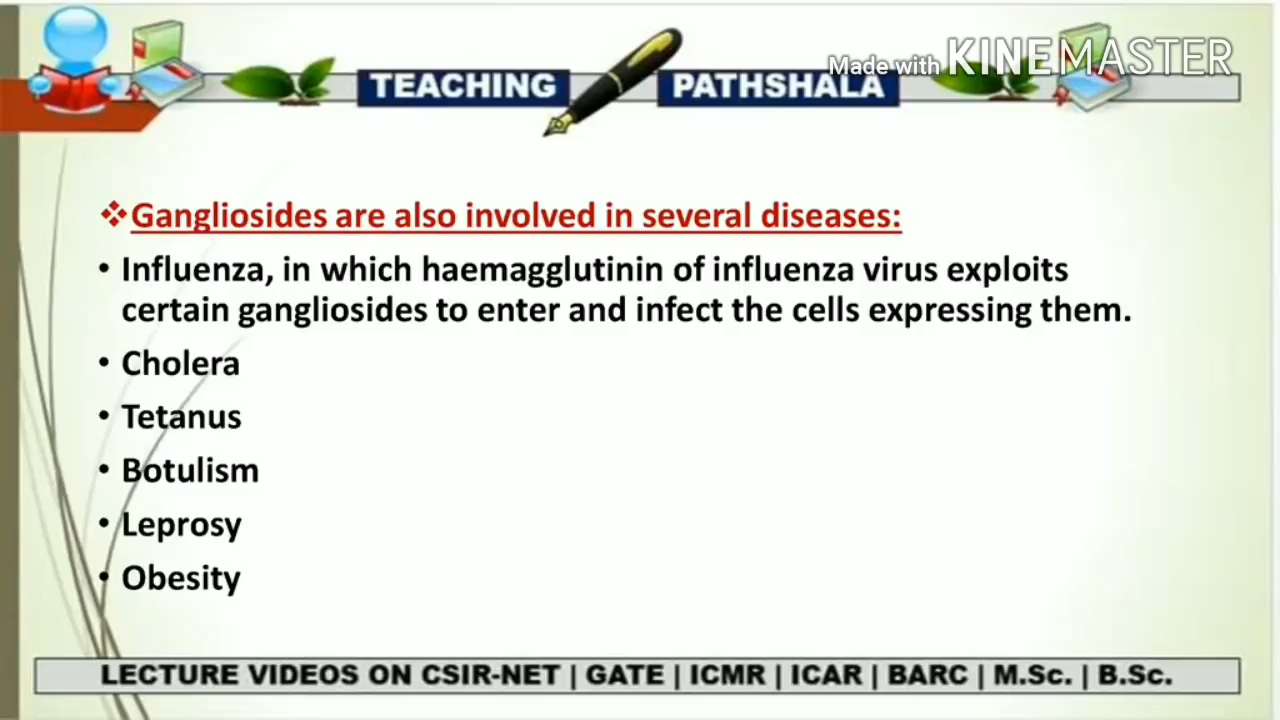 Made with KINEMASTER
TEACHING PATHSHALA
❖Gangliosides are also involved in several diseases:
• Influenza, in which haemagglutinin of influenza virus exploits
certain gangliosides to enter and infect the cells expressing them.
• Cholera
• Tetanus
• Botulism
• Leprosy
• Obesity
LECTURE VIDEOS ON CSIR-NET | GATE | ICMR | ICAR | BARC | M.Sc. | B.Sc.